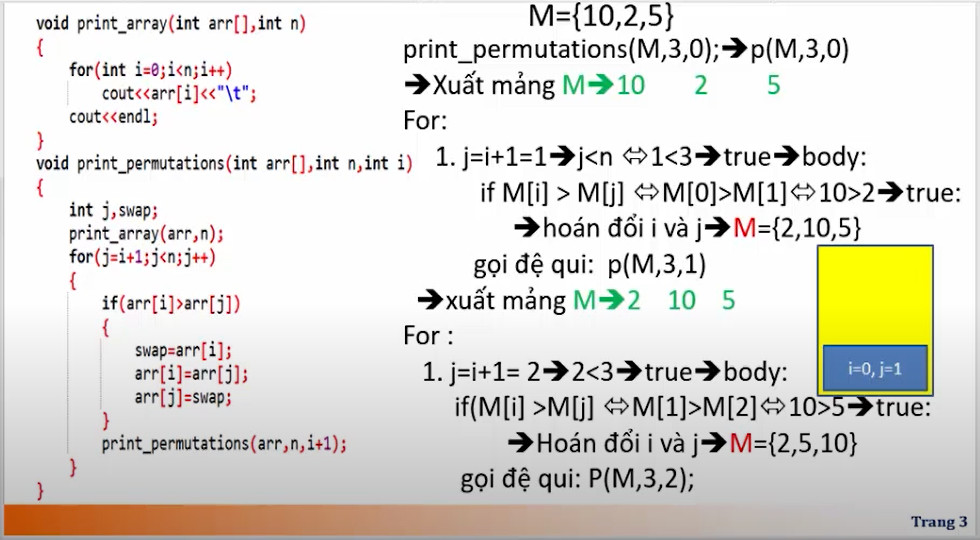 void print_array(int arr[],int n)
{
for(int i=0;i<n;i++)
cout<<arr[i]<<"\t";
cout<<endl;
}
void print_permutations(int arr[],int n,int i)
{
int j,swap;
print_array(arr,n);
for(j=i+1;j<n;j++)
{
if(arr[i]>arr[j])
{
swap=arr[i];
arr[i]=arr[j];
arr[j]=swap;
}
print_permutations(arr,n,i+1);
}
}
M={10,2,5}
print_permutations(M,3,0);➔p(M,3,0)
➔Xuất mảng M➔10 2 5
For:
1. j=i+1=1➔j<n ⬄1<3➔true➔body:
if M[i] > M[j] ⬄M[0]>M[1]⬄10>2➔true:
➔hoán đổi i và j➔M={2,10,5}
gọi đệ qui: p(M,3,1)
➔xuất mảng M➔2 10 5
For :
1. j=i+1= 2➔2<3➔true➔body:
if(M[i] >M[j] ⬄M[1]>M[2]⬄10>5➔true:
➔Hoán đổi i và j➔M={2,5,10}
gọi đệ qui: P(M,3,2);
i=0, j=1
Trang 3